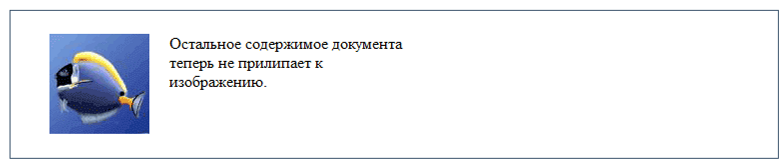 Остальное содержимое документа
теперь не прилипает к
изображению.